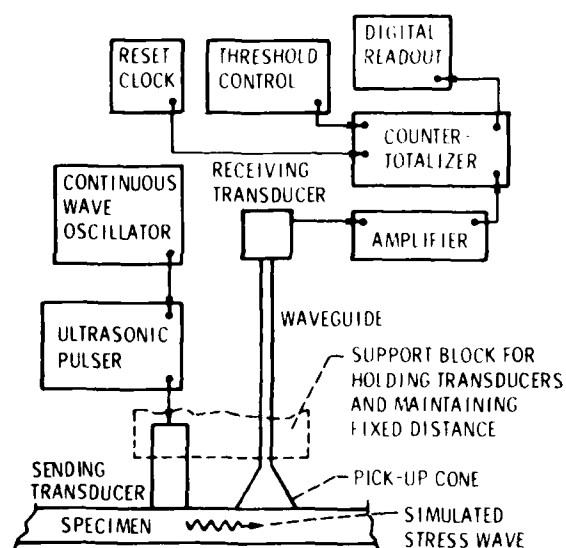 RESET
CLOCK
THRESHOLD
CONTROL
DIGITAL
READOUT
COUNTER-
TOTALIZER
RECEIVING
TRANSDUCER
CONTINUOUS
WAVE
OSCILLATOR
AMPLIFIER
ULTRASONIC
PULSER
WAVEGUIDE
SUPPORT BLOCK FOR
HOLDING TRANSDUCERS
AND MAINTAINING
FIXED DISTANCE
SENDING
TRANSDUCER
PICK-UP CONE
SPECIMEN
SIMULATED
STRESS WAVE